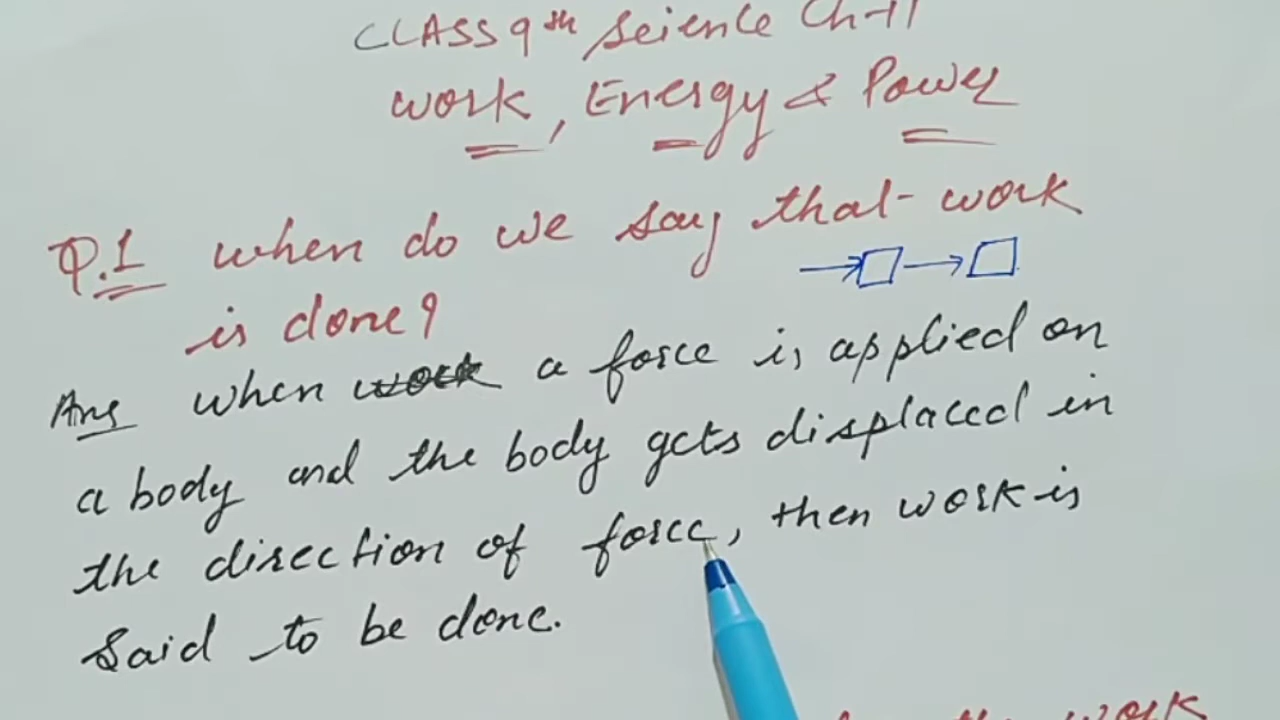 CLASS 9th Science Ch-11
Work, Energy & Power
Q.1 When do we say that work
is done?
Ans When a force is applied on
a body and the body gets displaced in
the direction of force, then work is
Said to be done.
the work